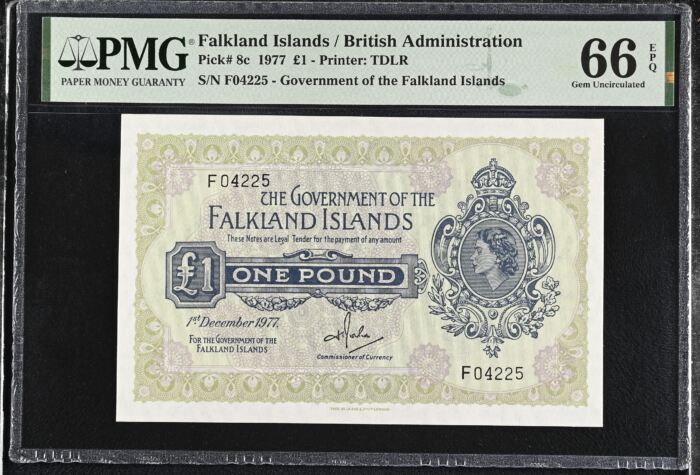 PMG
PAPER MONEY GUARANTY
Falkland Islands / British Administration
Pick# 8c 1977 £1 - Printer: TDLR
S/N F04225 - Government of the Falkland Islands
66 EPQ
Gem Uncirculated
F04225
THE GOVERNMENT OF THE
FALKLAND ISLANDS
These Notes are Legal Tender for the payment of any amount
£1 ONE POUND
1st December 1977.
FOR THE GOVERNMENT OF THE
FALKLAND ISLANDS
Commissioner of Currency
F04225